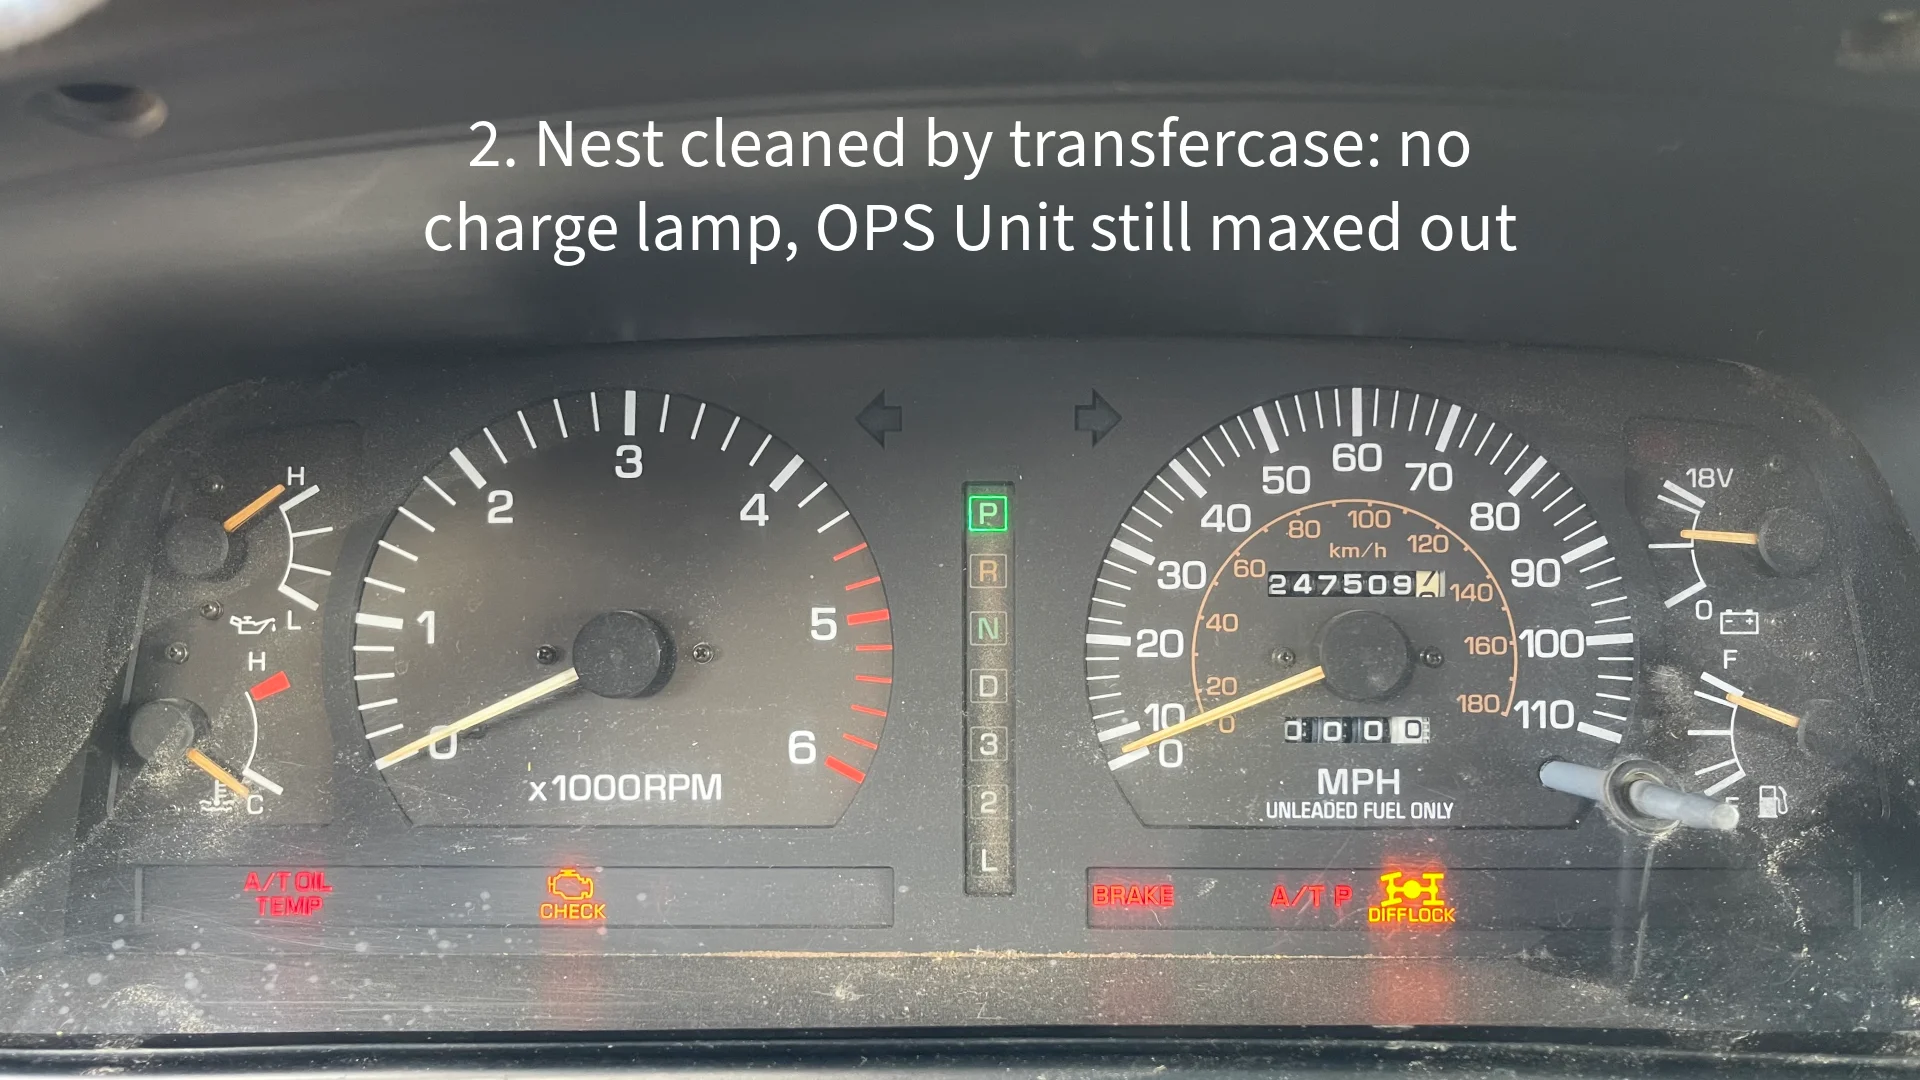 2. Nest cleaned by transfercase: no
charge lamp, OPS Unit still maxed out
H
L
H
C
0
1
2
3
4
5
6
x1000RPM
P
R
N
D
3
2
L
0
10
20
30
40
50
60
70
80
90
100
110
0
20
40
60
80
100
120
140
160
180
km/h
247509
0000
MPH
UNLEADED FUEL ONLY
18V
0
F
A/T OIL
TEMP
CHECK
BRAKE
A/T P
DIFF LOCK